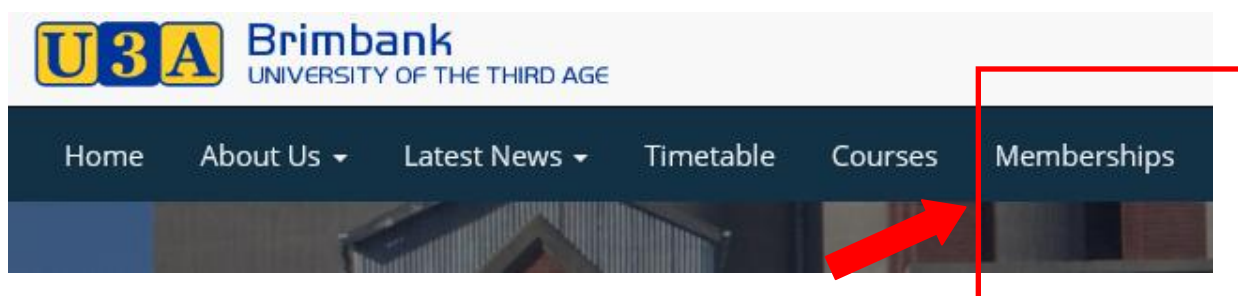 U3A Brimbank
UNIVERSITY OF THE THIRD AGE
Home About Us Latest News Timetable Courses Memberships